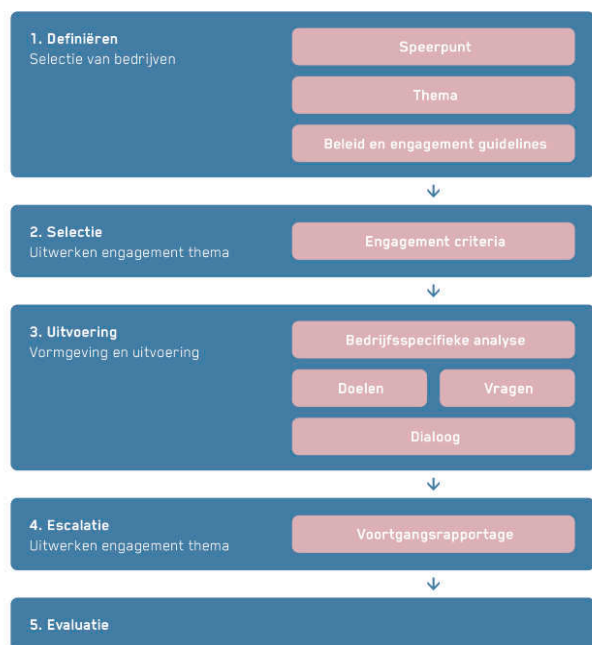 1. Definiëren
Selectie van bedrijven
Speerpunt
Thema
Beleid en engagement guidelines
2. Selectie
Uitwerken engagement thema
Engagement criteria
3. Uitvoering
Vormgeving en uitvoering
Bedrijfsspecifieke analyse
Doelen
Vragen
Dialoog
4. Escalatie
Uitwerken engagement thema
Voortgangsrapportage
5. Evaluatie